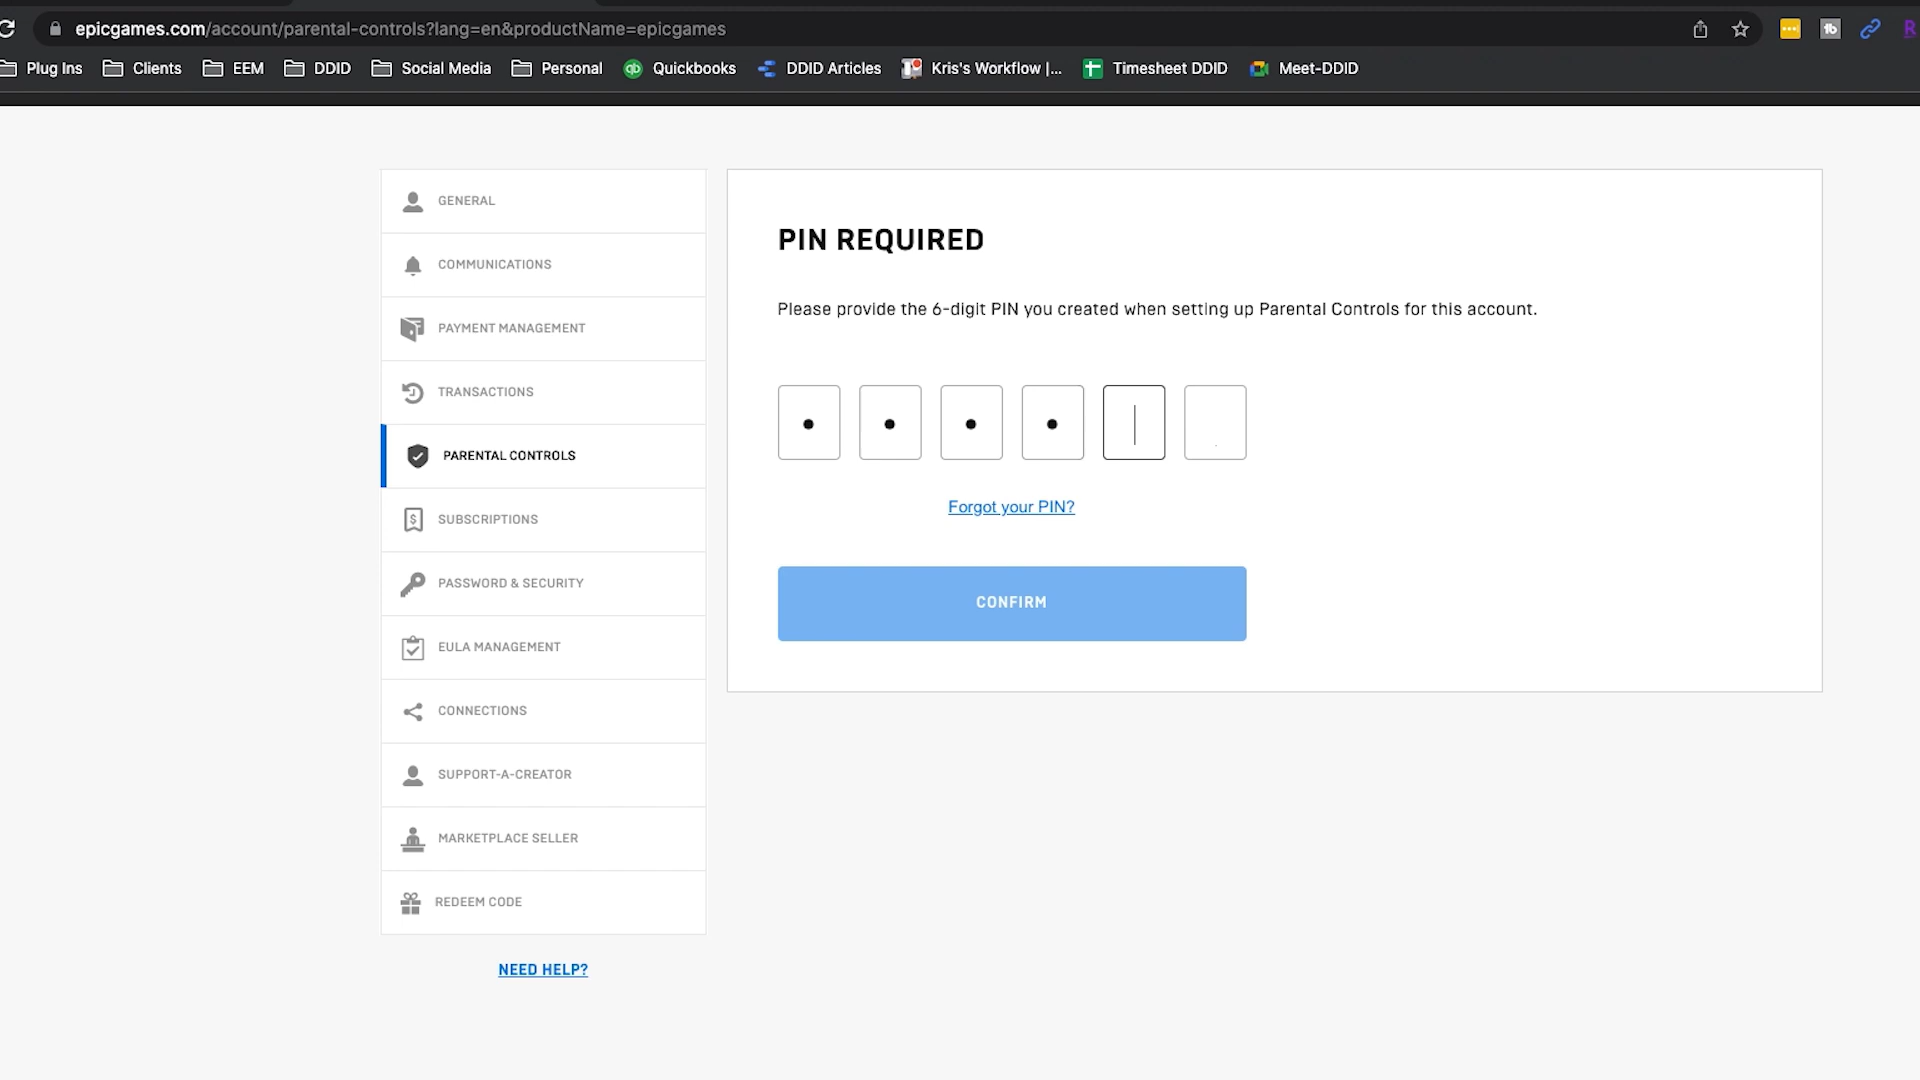 epicgames.com/account/parental-controls?lang=en&productName=epicgames
Plug Ins Clients EEM DDID Social Media Personal Quickbooks DDID Articles Kris's Workflow |... Timesheet DDID Meet-DDID
GENERAL
COMMUNICATIONS
PAYMENT MANAGEMENT
TRANSACTIONS
PARENTAL CONTROLS
SUBSCRIPTIONS
PASSWORD & SECURITY
EULA MANAGEMENT
CONNECTIONS
SUPPORT-A-CREATOR
MARKETPLACE SELLER
REDEEM CODE
NEED HELP?
PIN REQUIRED
Please provide the 6-digit PIN you created when setting up Parental Controls for this account.
Forgot your PIN?
CONFIRM